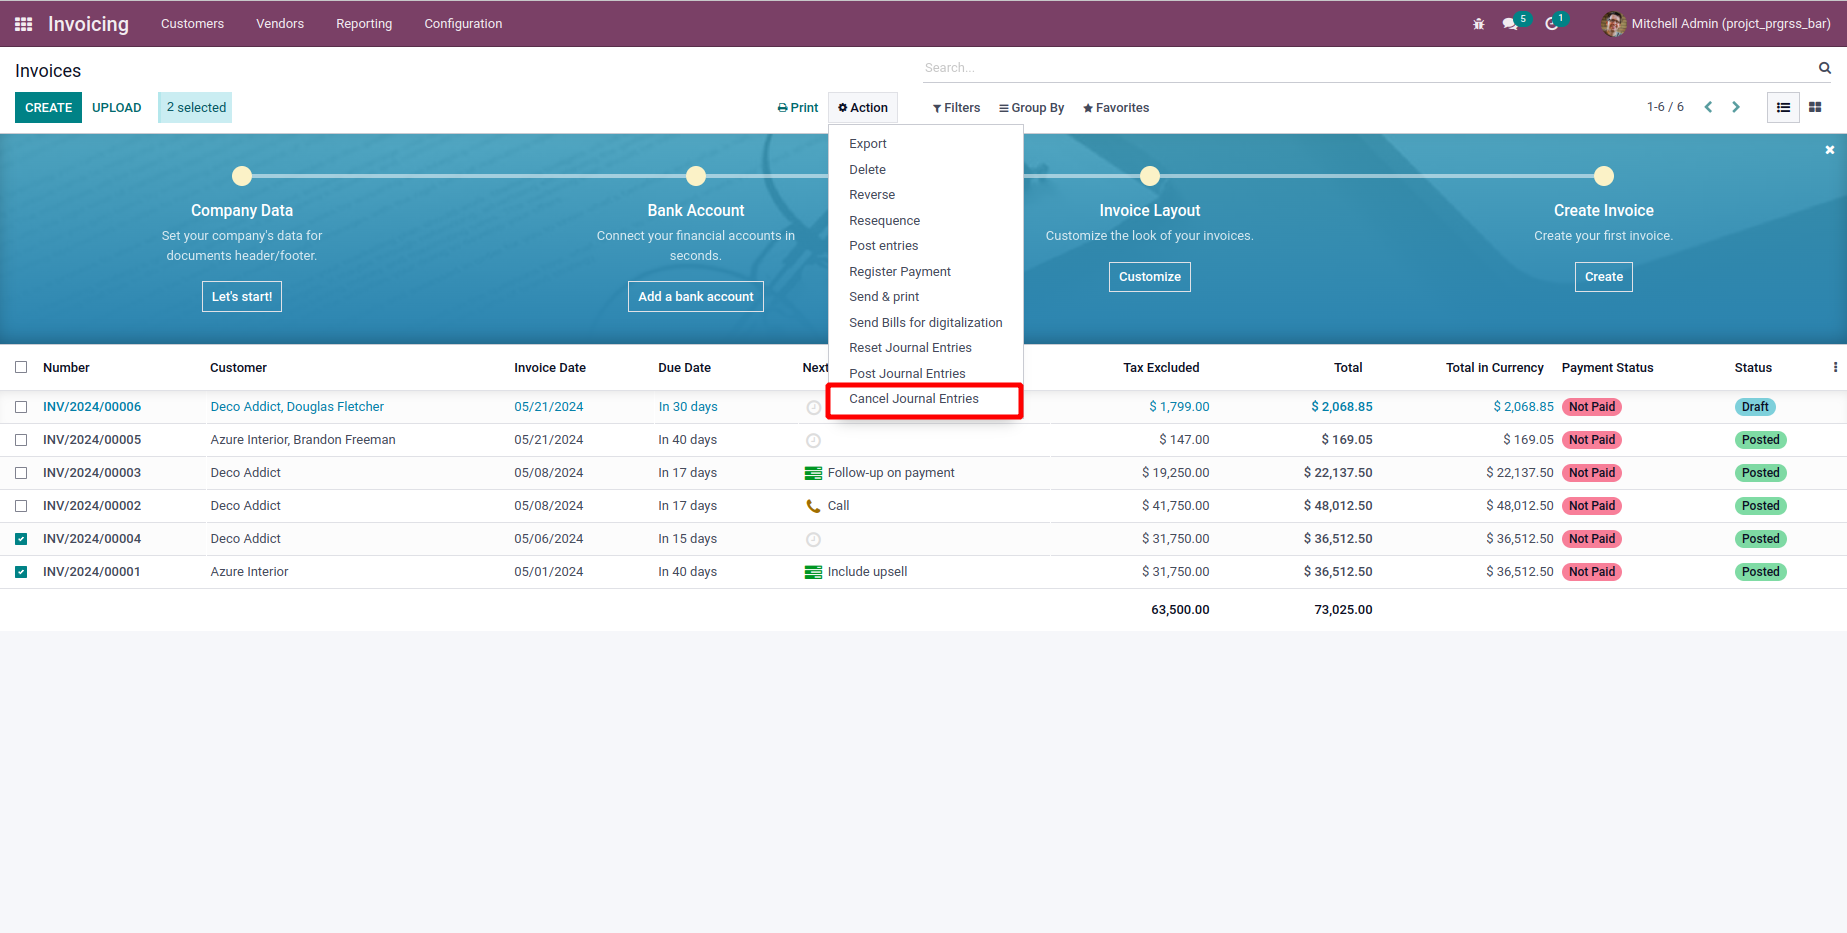 Invoicing Customers Vendors Reporting Configuration 5 1 Mitchell Admin (projct_prgrss_bar)
Invoices Search...
CREATE UPLOAD 2 selected Print Action Filters Group By Favorites 1-6 / 6
Export
Delete
Reverse
Resequence
Post entries
Register Payment
Send & print
Send Bills for digitalization
Reset Journal Entries
Post Journal Entries
Cancel Journal Entries
Company Data
Set your company's data for
documents header/footer.
Let's start!
Bank Account
Connect your financial accounts in
seconds.
Add a bank account
Invoice Layout
Customize the look of your invoices.
Customize
Create Invoice
Create your first invoice.
Create
Number Customer Invoice Date Due Date Next Tax Excluded Total Total in Currency Payment Status Status
INV/2024/00006 Deco Addict, Douglas Fletcher 05/21/2024 In 30 days $ 1,799.00 $ 2,068.85 $ 2,068.85 Not Paid Draft
INV/2024/00005 Azure Interior, Brandon Freeman 05/21/2024 In 40 days $ 147.00 $ 169.05 $ 169.05 Not Paid Posted
INV/2024/00003 Deco Addict 05/08/2024 In 17 days Follow-up on payment $ 19,250.00 $ 22,137.50 $ 22,137.50 Not Paid Posted
INV/2024/00002 Deco Addict 05/08/2024 In 17 days Call $ 41,750.00 $ 48,012.50 $ 48,012.50 Not Paid Posted
INV/2024/00004 Deco Addict 05/06/2024 In 15 days $ 31,750.00 $ 36,512.50 $ 36,512.50 Not Paid Posted
INV/2024/00001 Azure Interior 05/01/2024 In 40 days Include upsell $ 31,750.00 $ 36,512.50 $ 36,512.50 Not Paid Posted
63,500.00 73,025.00